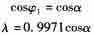 cosφ₁ = cosα
λ = 0.9971cosα